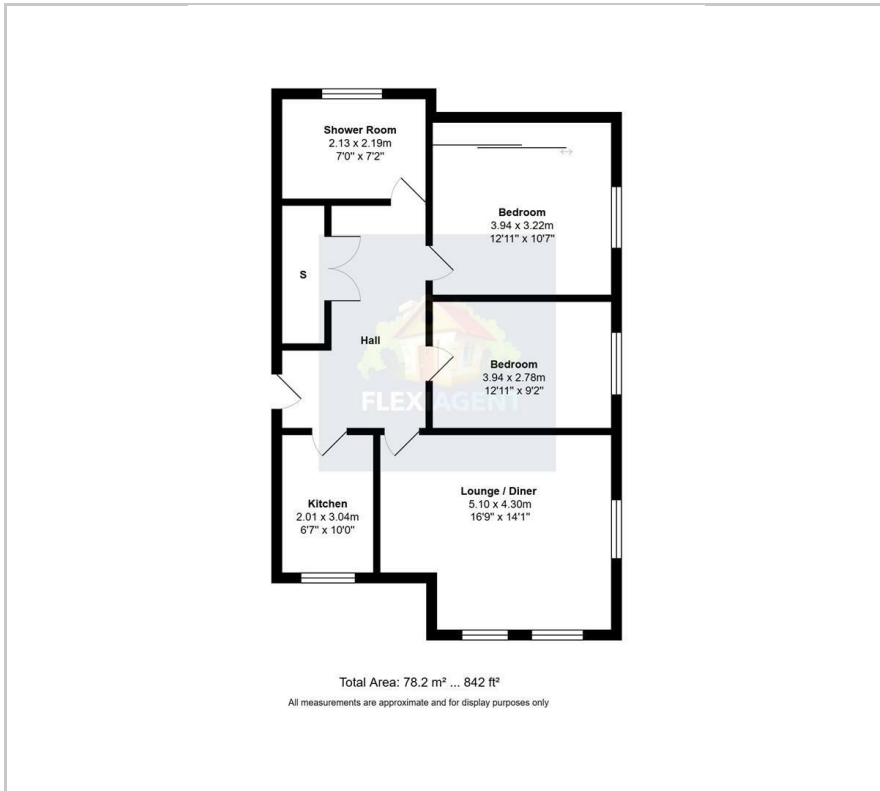 Shower Room
2.13 x 2.19m
7'0" x 7'2"
Bedroom
3.94 x 3.22m
12'11" x 10'7"
S
Hall
Bedroom
3.94 x 2.78m
12'11" x 9'2"
FLEXI AGENT
Kitchen
2.01 x 3.04m
6'7" x 10'0"
Lounge / Diner
5.10 x 4.30m
16'9" x 14'1"
Total Area: 78.2 m² ... 842 ft²
All measurements are approximate and for display purposes only